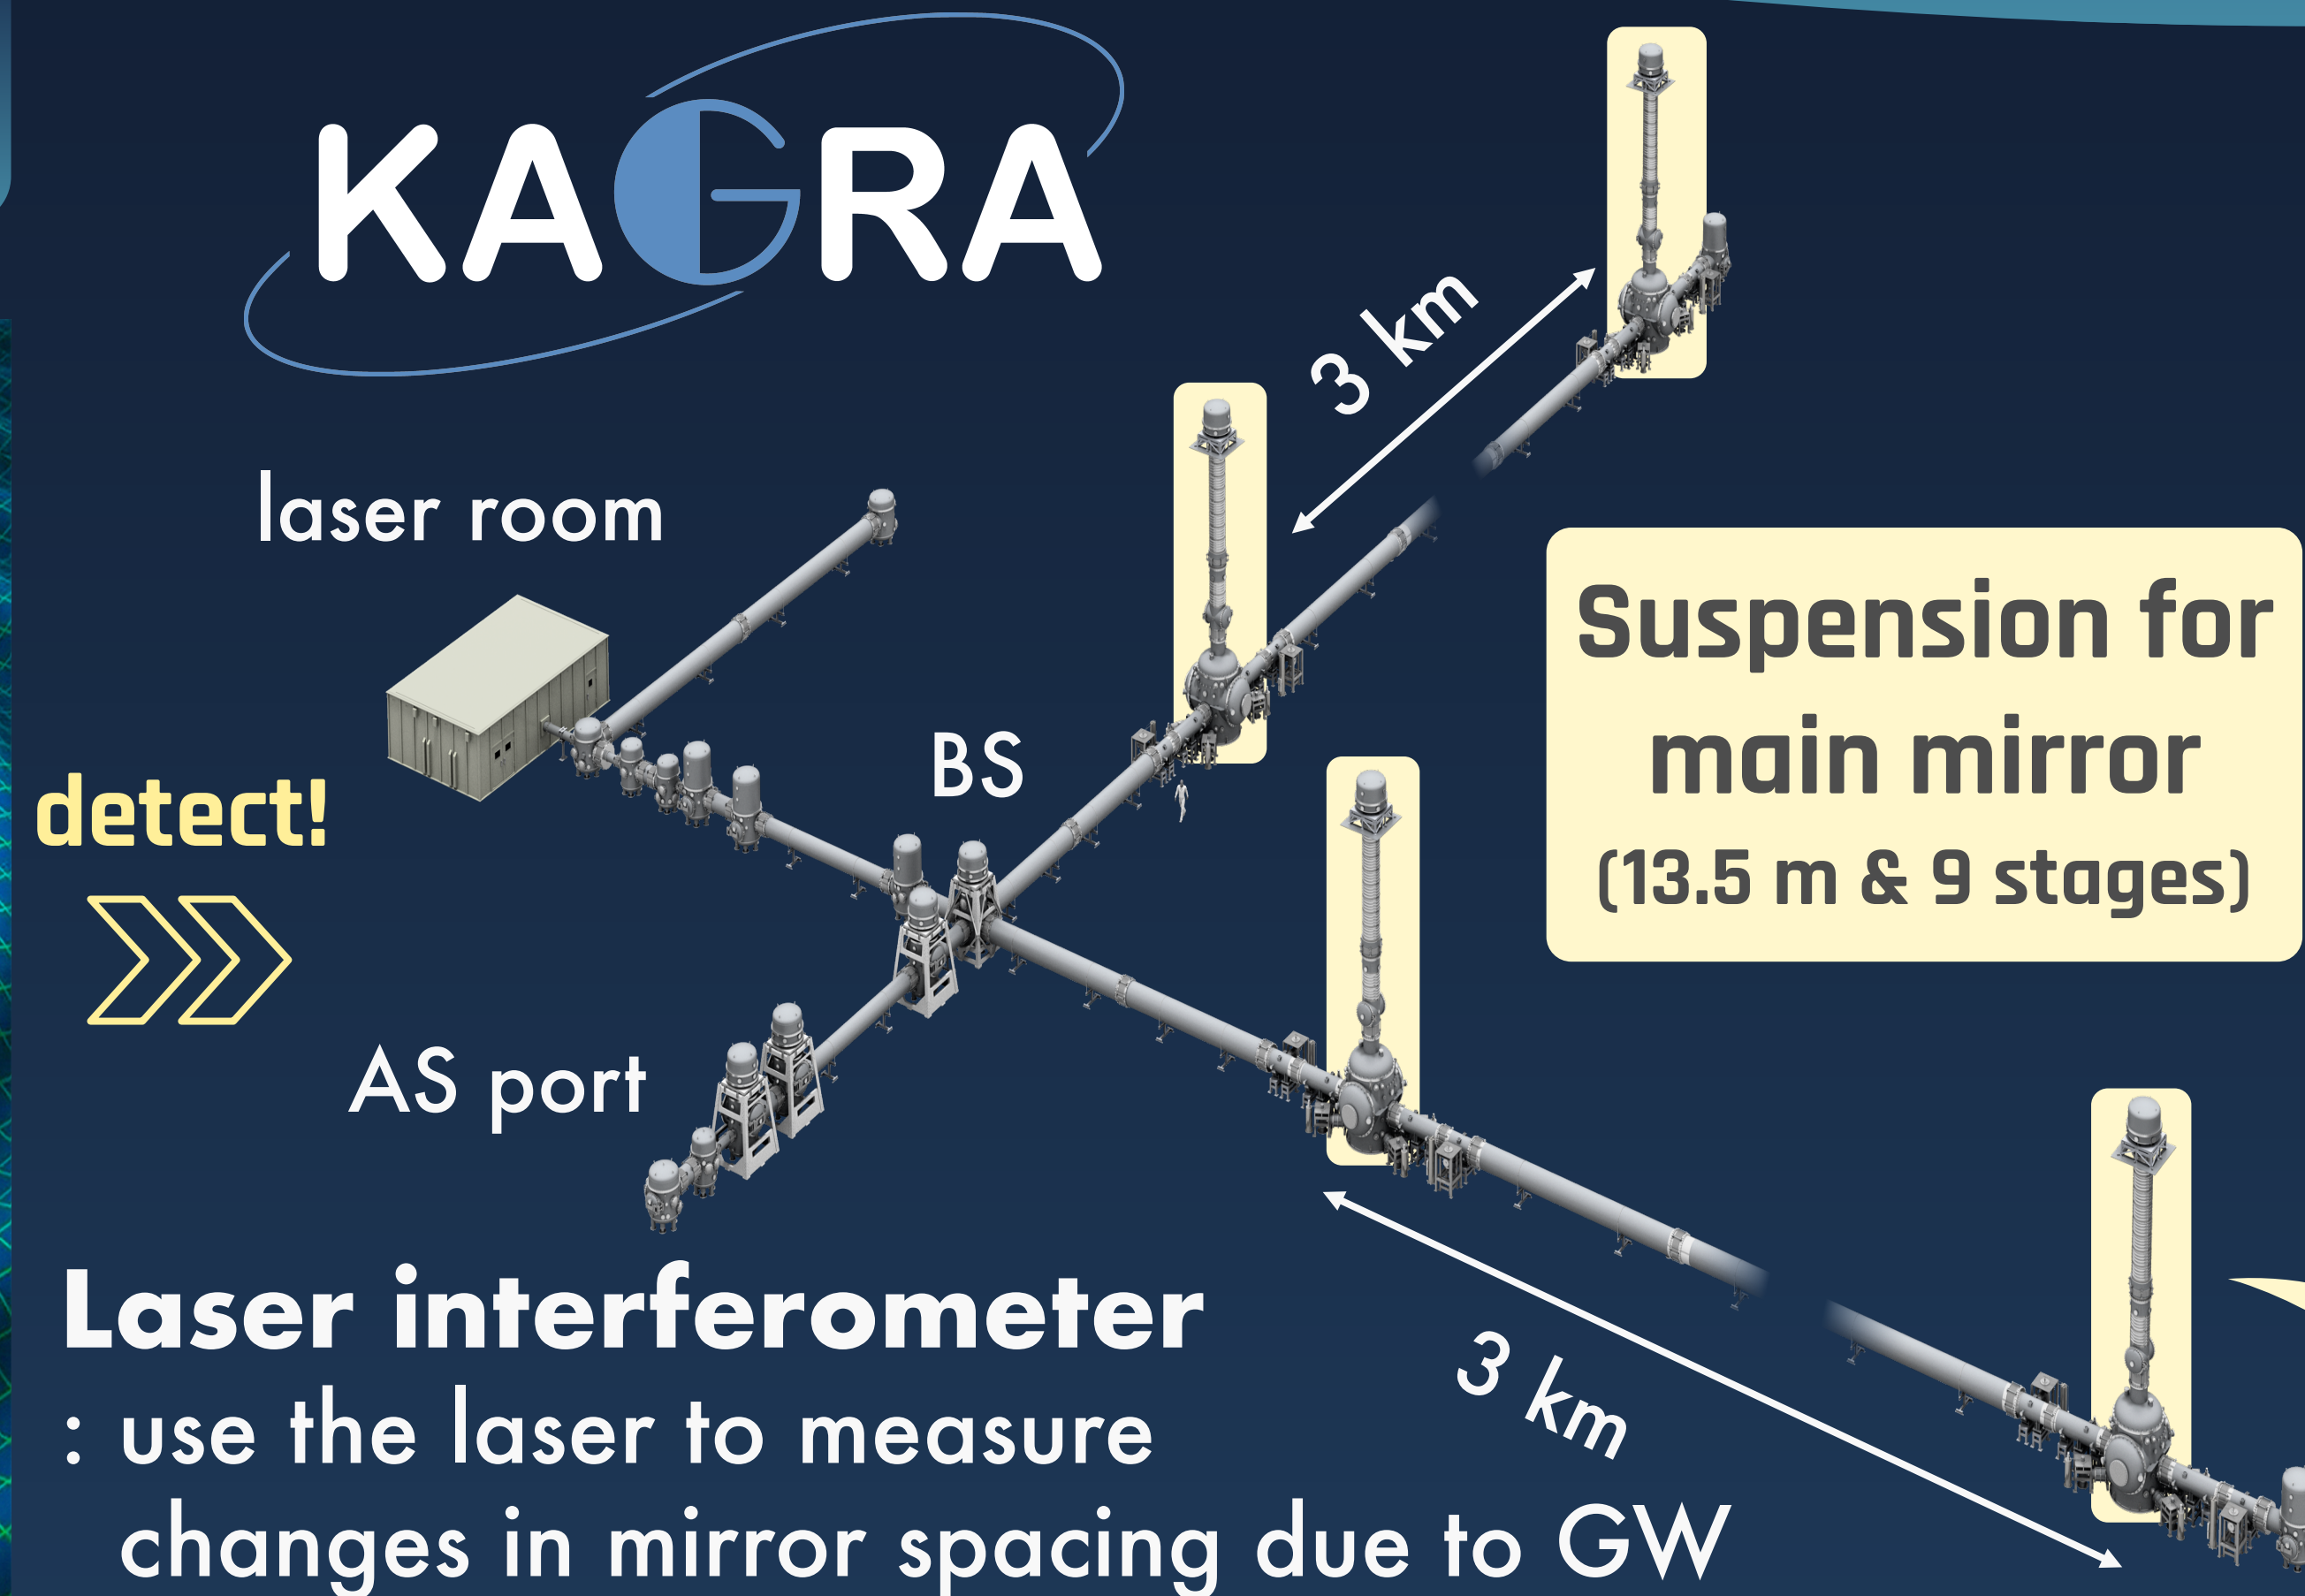 KAGRA
3 km
laser room
Suspension for
main mirror
(13.5 m & 9 stages)
BS
detect!
AS port
3 km
Laser interferometer
: use the laser to measure
changes in mirror spacing due to GW